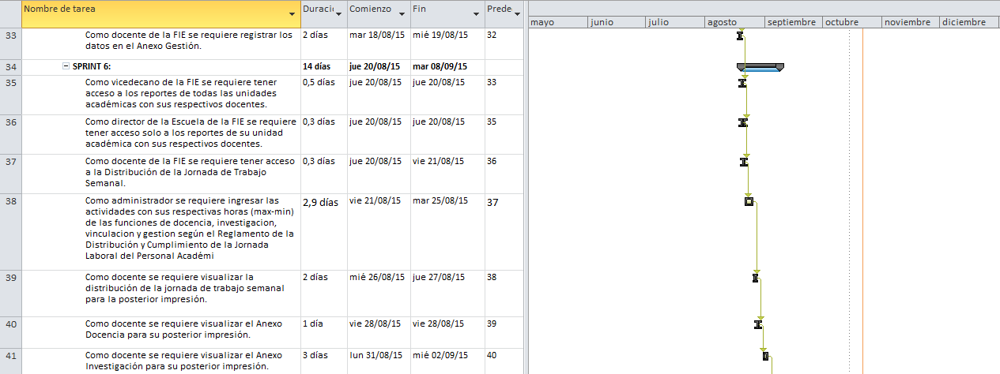 Nombre de tarea Duració Comienzo Fin Prede
mayo junio julio agosto septiembre octubre noviembre diciembre
33 Como docente de la FIE se requiere registrar los 2 días mar 18/08/15 mié 19/08/15 32
datos en el Anexo Gestión.
34 SPRINT 6: 14 días jue 20/08/15 mar 08/09/15
35 Como vicedecano de la FIE se requiere tener 0,5 días jue 20/08/15 jue 20/08/15 33
acceso a los reportes de todas las unidades
académicas con sus respectivos docentes.
36 Como director de la Escuela de la FIE se requiere 0,3 días jue 20/08/15 jue 20/08/15 35
tener acceso solo a los reportes de su unidad
académica con sus respectivos docentes.
37 Como docente de la FIE se requiere tener acceso 0,3 días jue 20/08/15 vie 21/08/15 36
a la Distribución de la Jornada de Trabajo
Semanal.
38 Como administrador se requiere ingresar las 2,9 días vie 21/08/15 mar 25/08/15 37
actividades con sus respectivas horas (max-min)
de las funciones de docencia, investigacion,
vinculacion y gestion según el Reglamento de la
Distribución y Cumplimiento de la Jornada
Laboral del Personal Académi
39 Como docente se requiere visualizar la 2 días mié 26/08/15 jue 27/08/15 38
distribución de la jornada de trabajo semanal
para la posterior impresión.
40 Como docente se requiere visualizar el Anexo 1 día vie 28/08/15 vie 28/08/15 39
Docencia para su posterior impresión.
41 Como docente se requiere visualizar el Anexo 3 días lun 31/08/15 mié 02/09/15 40
Investigación para su posterior impresión.